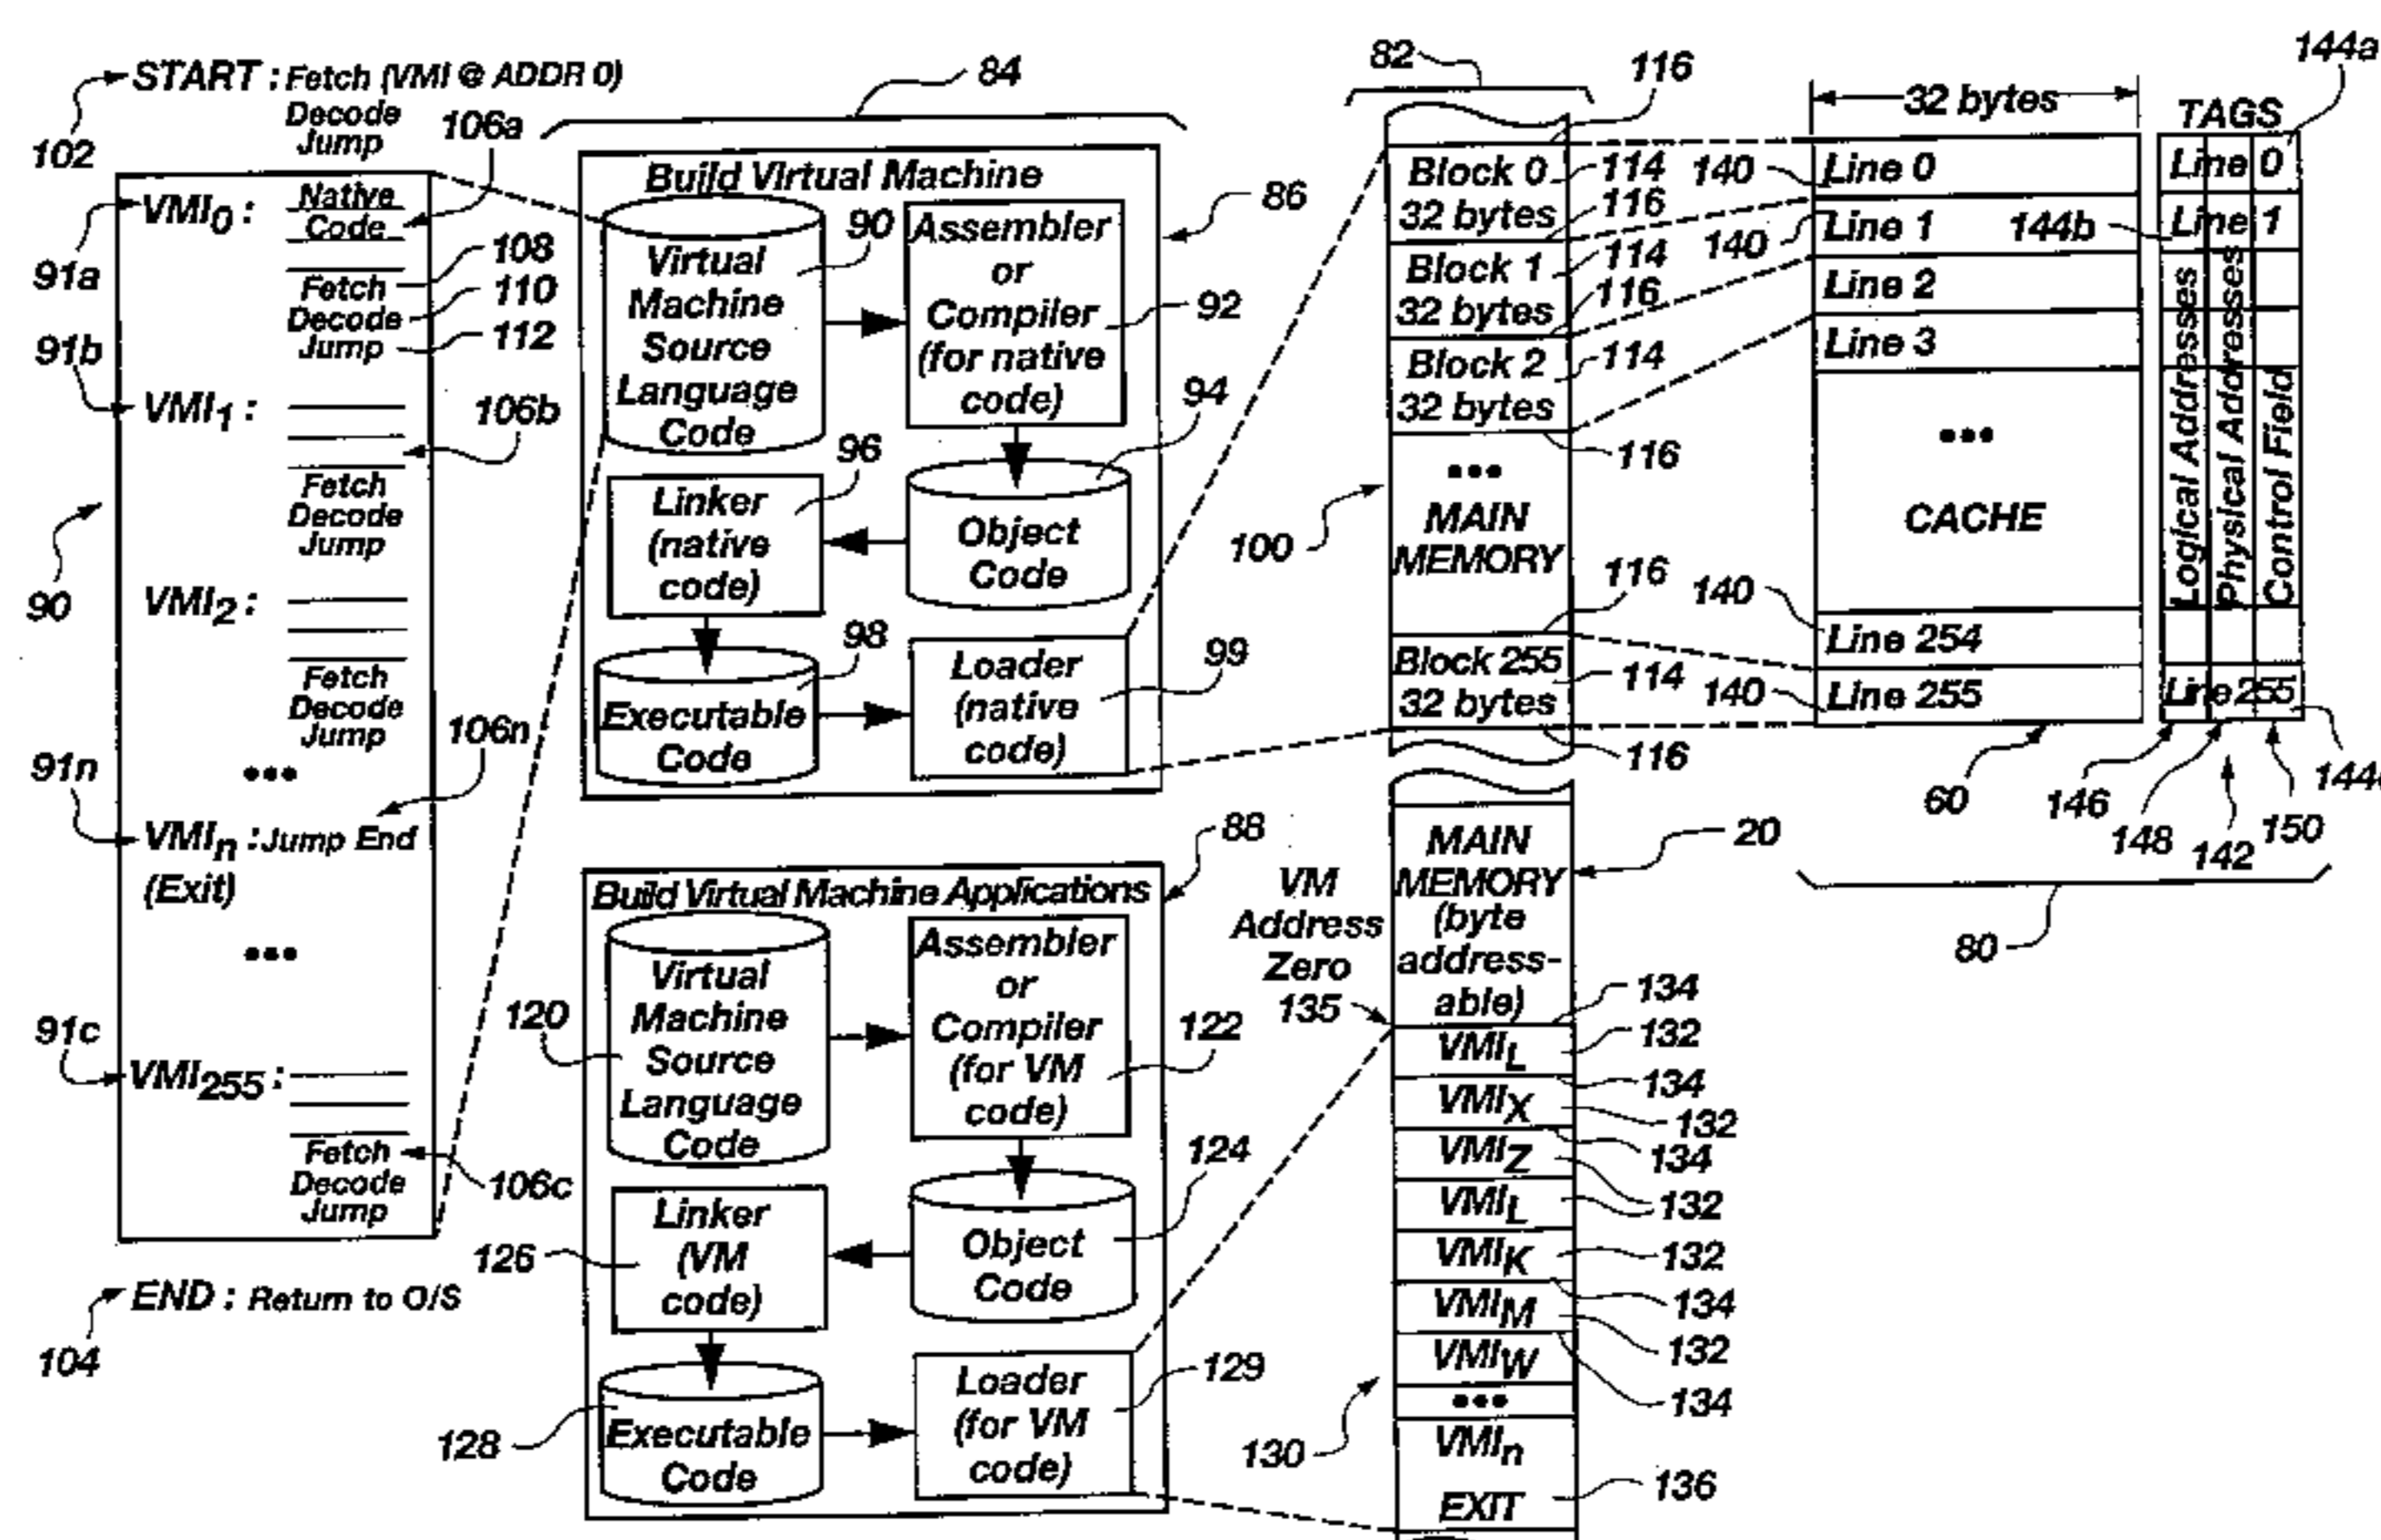 START : Fetch (VMI @ ADDR 0)
Decode
Jump
102
106a
91a
VMI0 :
Native
Code
108
Fetch
110
Decode
112
Jump
91b
VMI1 :
106b
Fetch
Decode
Jump
90
VMI2 :
Fetch
Decode
Jump
106n
91n
•••
VMIn : Jump End
(Exit)
•••
91c
VMI255 :
Fetch
Decode
Jump
106c
END : Return to O/S
104
84
Build Virtual Machine
86
90
Virtual
Machine
Source
Language
Code
Assembler
or
Compiler
(for native
code)
92
94
96
Linker
(native
code)
Object
Code
98
Executable
Code
Loader
(native
code)
99
88
Build Virtual Machine Applications
120
Virtual
Machine
Source
Language
Code
Assembler
or
Compiler
(for VM
code)
122
124
126
Linker
(VM
code)
Object
Code
128
Executable
Code
Loader
(for VM
code)
129
82
116
Block 0
32 bytes
114
116
Block 1
32 bytes
114
116
Block 2
32 bytes
114
116
•••
MAIN
MEMORY
100
116
Block 255
32 bytes
114
116
MAIN
MEMORY
(byte
address-
able)
20
VM
Address
Zero
135
134
VMIL
132
134
VMIX
132
134
VMIZ
VMIL
132
VMIK
132
134
VMIM
132
VMIW
134
•••
130
VMIn
EXIT
136
32 bytes
140
Line 0
140
Line 1
Line 2
Line 3
•••
CACHE
140
Line 254
140
Line 255
60
144a
TAGS
Line 0
144b
Line 1
Logical Addresses
Physical Addresses
Control Field
Line 255
146
148
142
150
80